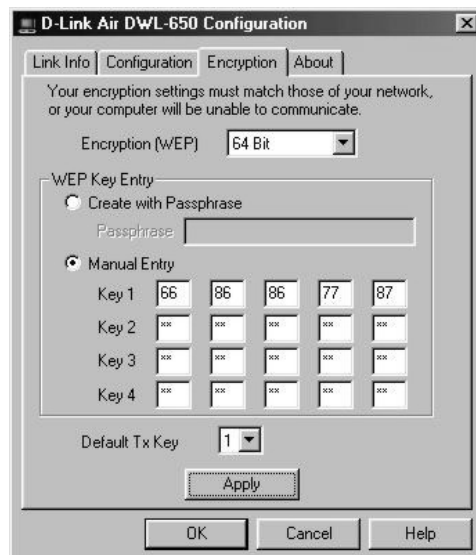 D-Link Air DWL-650 Configuration
Link Info Configuration Encryption About
Your encryption settings must match those of your network,
or your computer will be unable to communicate.
Encryption (WEP) 64 Bit
WEP Key Entry
Create with Passphrase
Passphrase
Manual Entry
Key 1 66 86 86 77 87
Key 2 ** ** ** ** **
Key 3 ** ** ** ** **
Key 4 ** ** ** ** **
Default Tx Key 1
Apply
OK Cancel Help